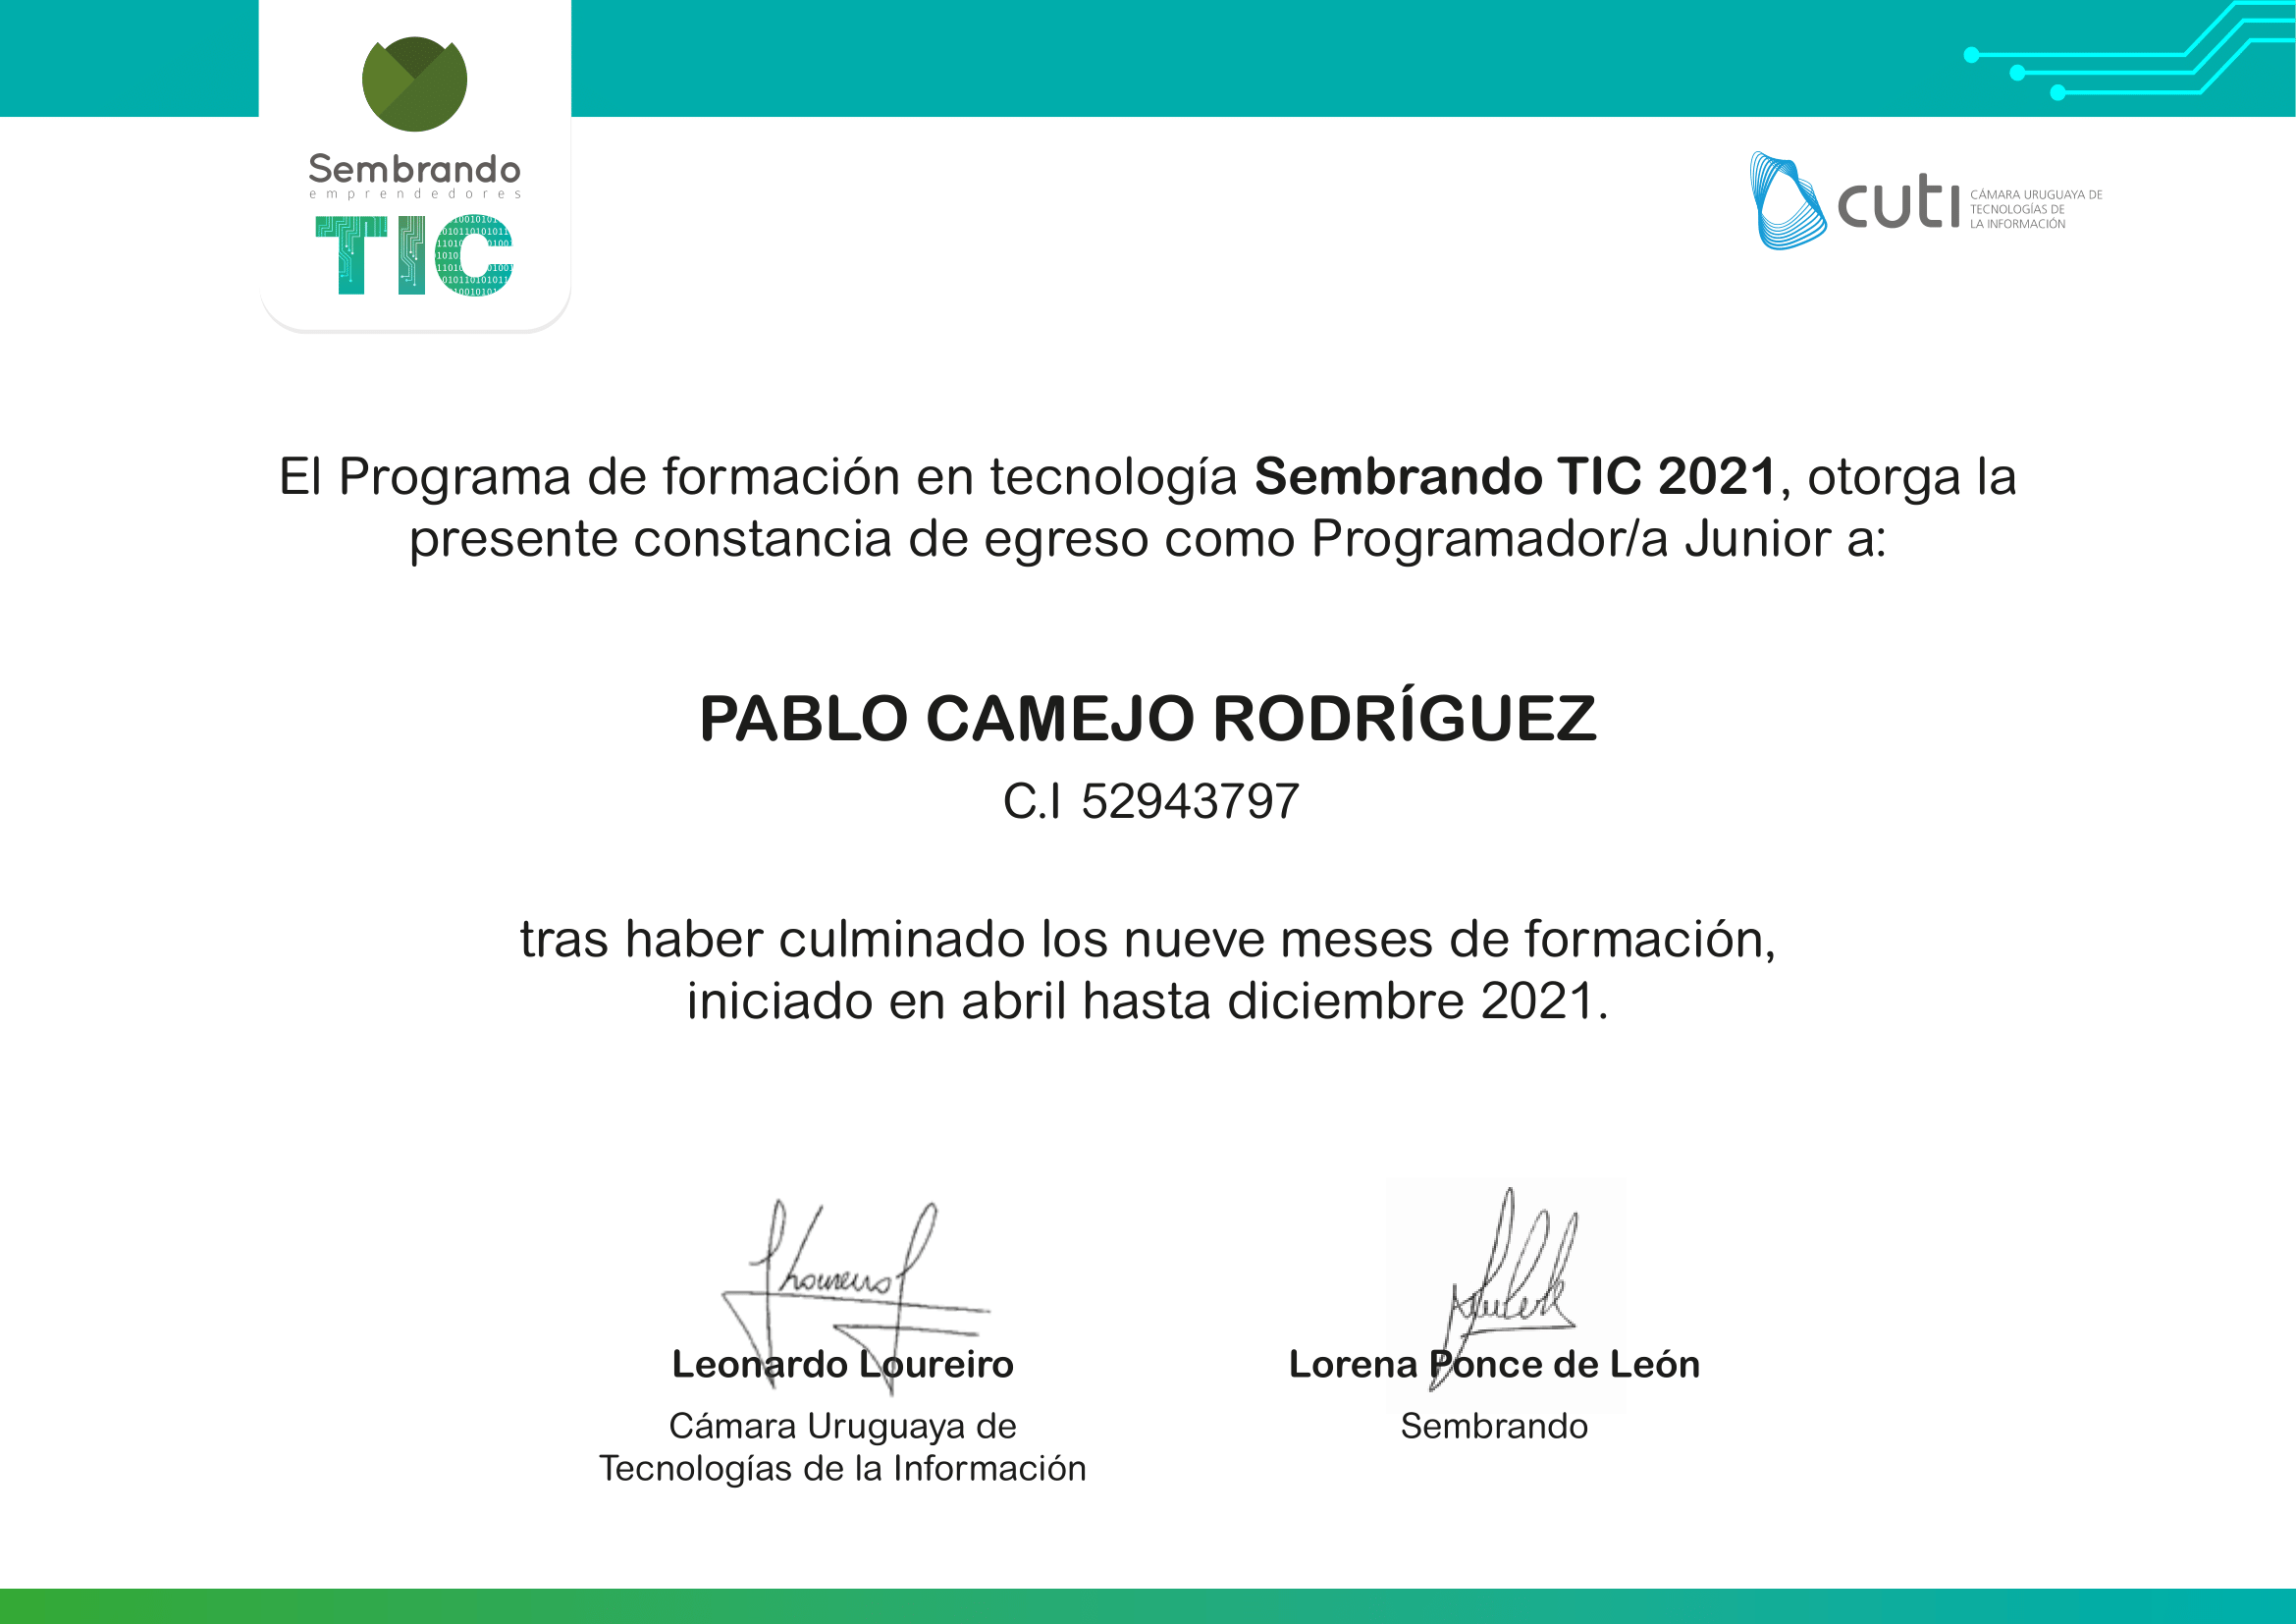 Sembrando
emprendedores
TIC
cuti
CÁMARA URUGUAYA DE
TECNOLOGÍAS DE
LA INFORMACIÓN
El Programa de formación en tecnología Sembrando TIC 2021, otorga la
presente constancia de egreso como Programador/a Junior a:
PABLO CAMEJO RODRÍGUEZ
C.I 52943797
tras haber culminado los nueve meses de formación,
iniciado en abril hasta diciembre 2021.
Leonardo Loureiro
Cámara Uruguaya de
Tecnologías de la Información
Lorena Ponce de León
Sembrando